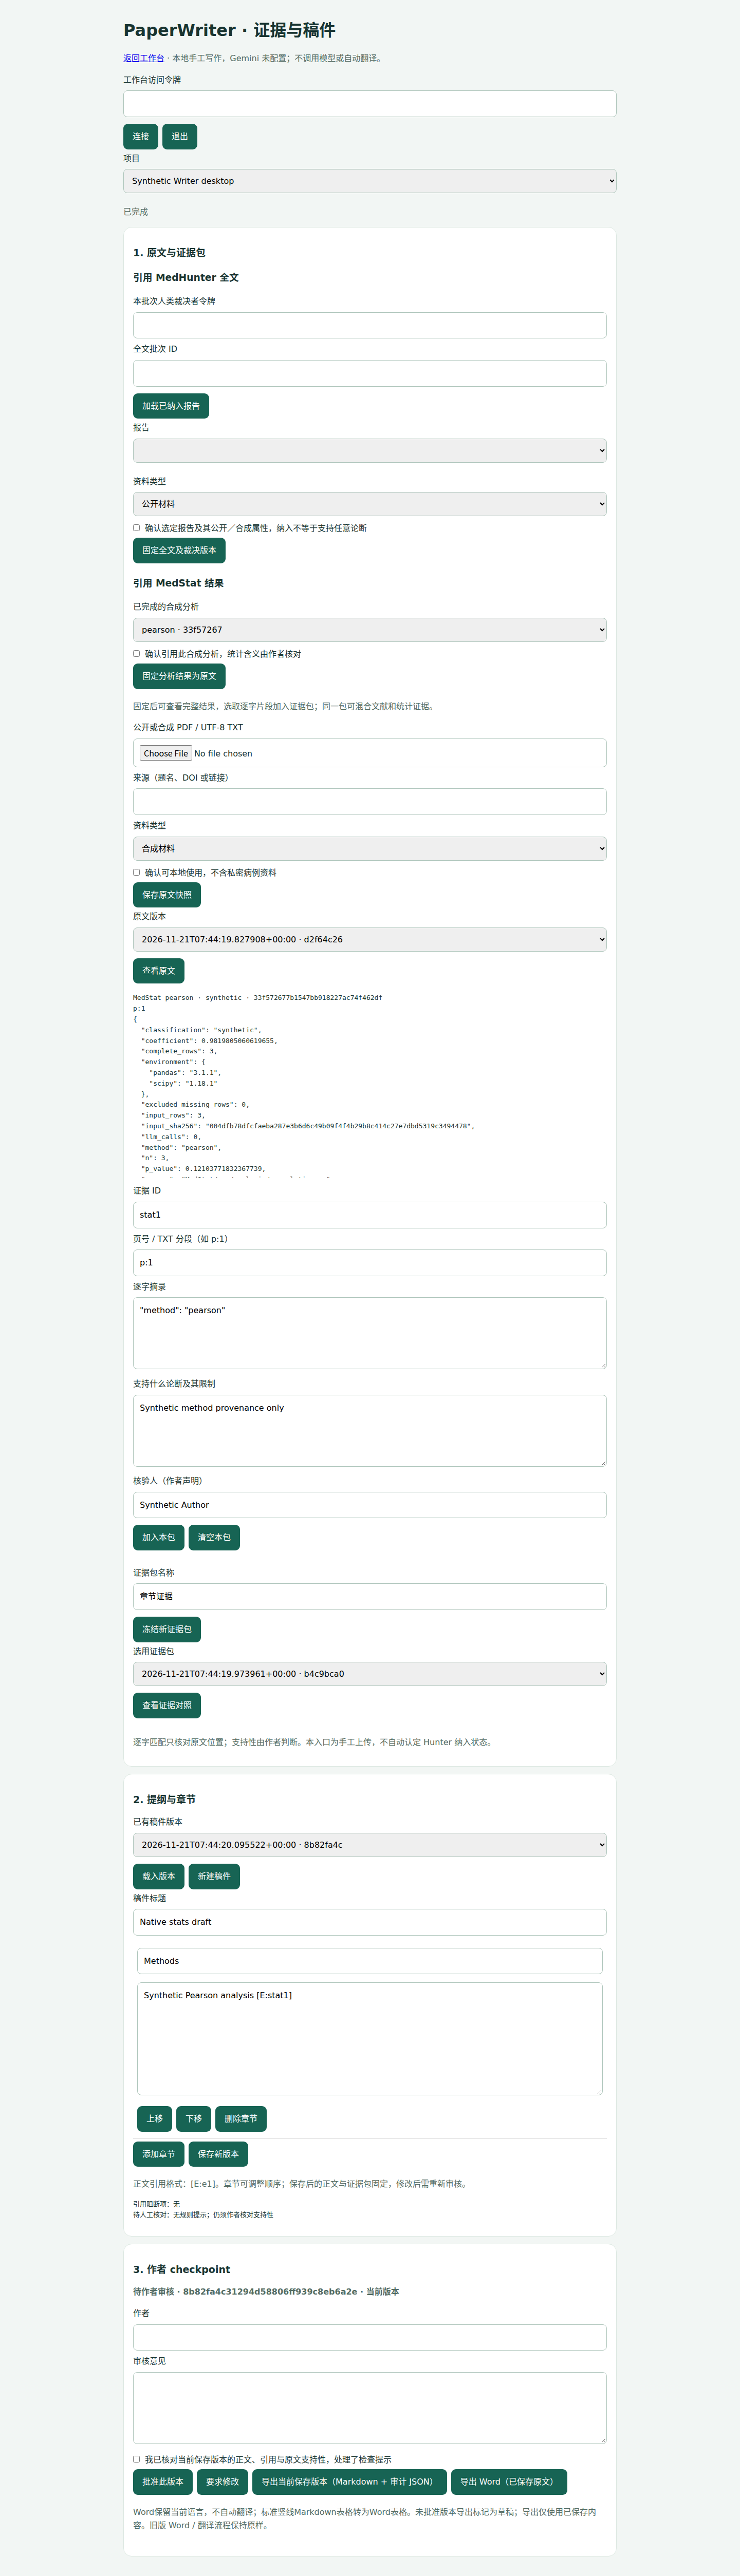 PaperWriter · 证据与稿件
返回工作台 · 本地手工写作，Gemini 未配置；不调用模型或自动翻译。
工作台访问令牌
连接 退出
项目
Synthetic Writer desktop
已完成
1. 原文与证据包
引用 MedHunter 全文
本批次人类裁决者令牌
全文批次 ID
加载已纳入报告
报告
资料类型
公开材料
确认选定报告及其公开／合成属性，纳入不等于支持任意论断
固定全文及裁决版本
引用 MedStat 结果
已完成的合成分析
pearson · 33f57267
确认引用此合成分析，统计含义由作者核对
固定分析结果为原文
固定后可查看完整结果，选取逐字片段加入证据包；同一包可混合文献和统计证据。
公开或合成 PDF / UTF-8 TXT
Choose File No file chosen
来源（题名、DOI 或链接）
资料类型
合成材料
确认可本地使用，不含私密病例资料
保存原文快照
原文版本
2026-11-21T07:44:19.827908+00:00 · d2f64c26
查看原文
MedStat pearson · synthetic · 33f572677b1547bb918227ac74f462df
p:1
{
"classification": "synthetic",
"coefficient": 0.9819805060619655,
"complete_rows": 3,
"environment": {
"pandas": "3.1.1",
"scipy": "1.18.1"
},
"excluded_missing_rows": 0,
"input_rows": 3,
"input_sha256": "004dfb78dfcfaeba287e3b6d6c49b09f4f4b29b8c414c27e7dbd5319c3494478",
"llm_calls": 0,
"method": "pearson",
"n": 3,
"p_value": 0.12103771832367739,
证据 ID
stat1
页号 / TXT 分段（如 p:1）
p:1
逐字摘录
"method": "pearson"
支持什么论断及其限制
Synthetic method provenance only
核验人（作者声明）
Synthetic Author
加入本包 清空本包
证据包名称
章节证据
冻结新证据包
选用证据包
2026-11-21T07:44:19.973961+00:00 · b4c9bca0
查看证据对照
逐字匹配只核对原文位置；支持性由作者判断。本入口为手工上传，不自动认定 Hunter 纳入状态。
2. 提纲与章节
已有稿件版本
2026-11-21T07:44:20.095522+00:00 · 8b82fa4c
载入版本 新建稿件
稿件标题
Native stats draft
Methods
Synthetic Pearson analysis [E:stat1]
上移 下移 删除章节
添加章节 保存新版本
正文引用格式：[E:e1]。章节可调整顺序；保存后的正文与证据包固定，修改后需重新审核。
引用阻断项：无
待人工核对：无规则提示；仍须作者核对支持性
3. 作者 checkpoint
待作者审核 · 8b82fa4c31294d58806ff939c8eb6a2e · 当前版本
作者
审核意见
我已核对当前保存版本的正文、引用与原文支持性，处理了检查提示
批准此版本 要求修改 导出当前保存版本（Markdown + 审计 JSON） 导出 Word（已保存原文）
Word保留当前语言，不自动翻译；标准竖线Markdown表格转为Word表格。未批准版本导出标记为草稿；导出仅使用已保存内
容。旧版 Word / 翻译流程保持原样。